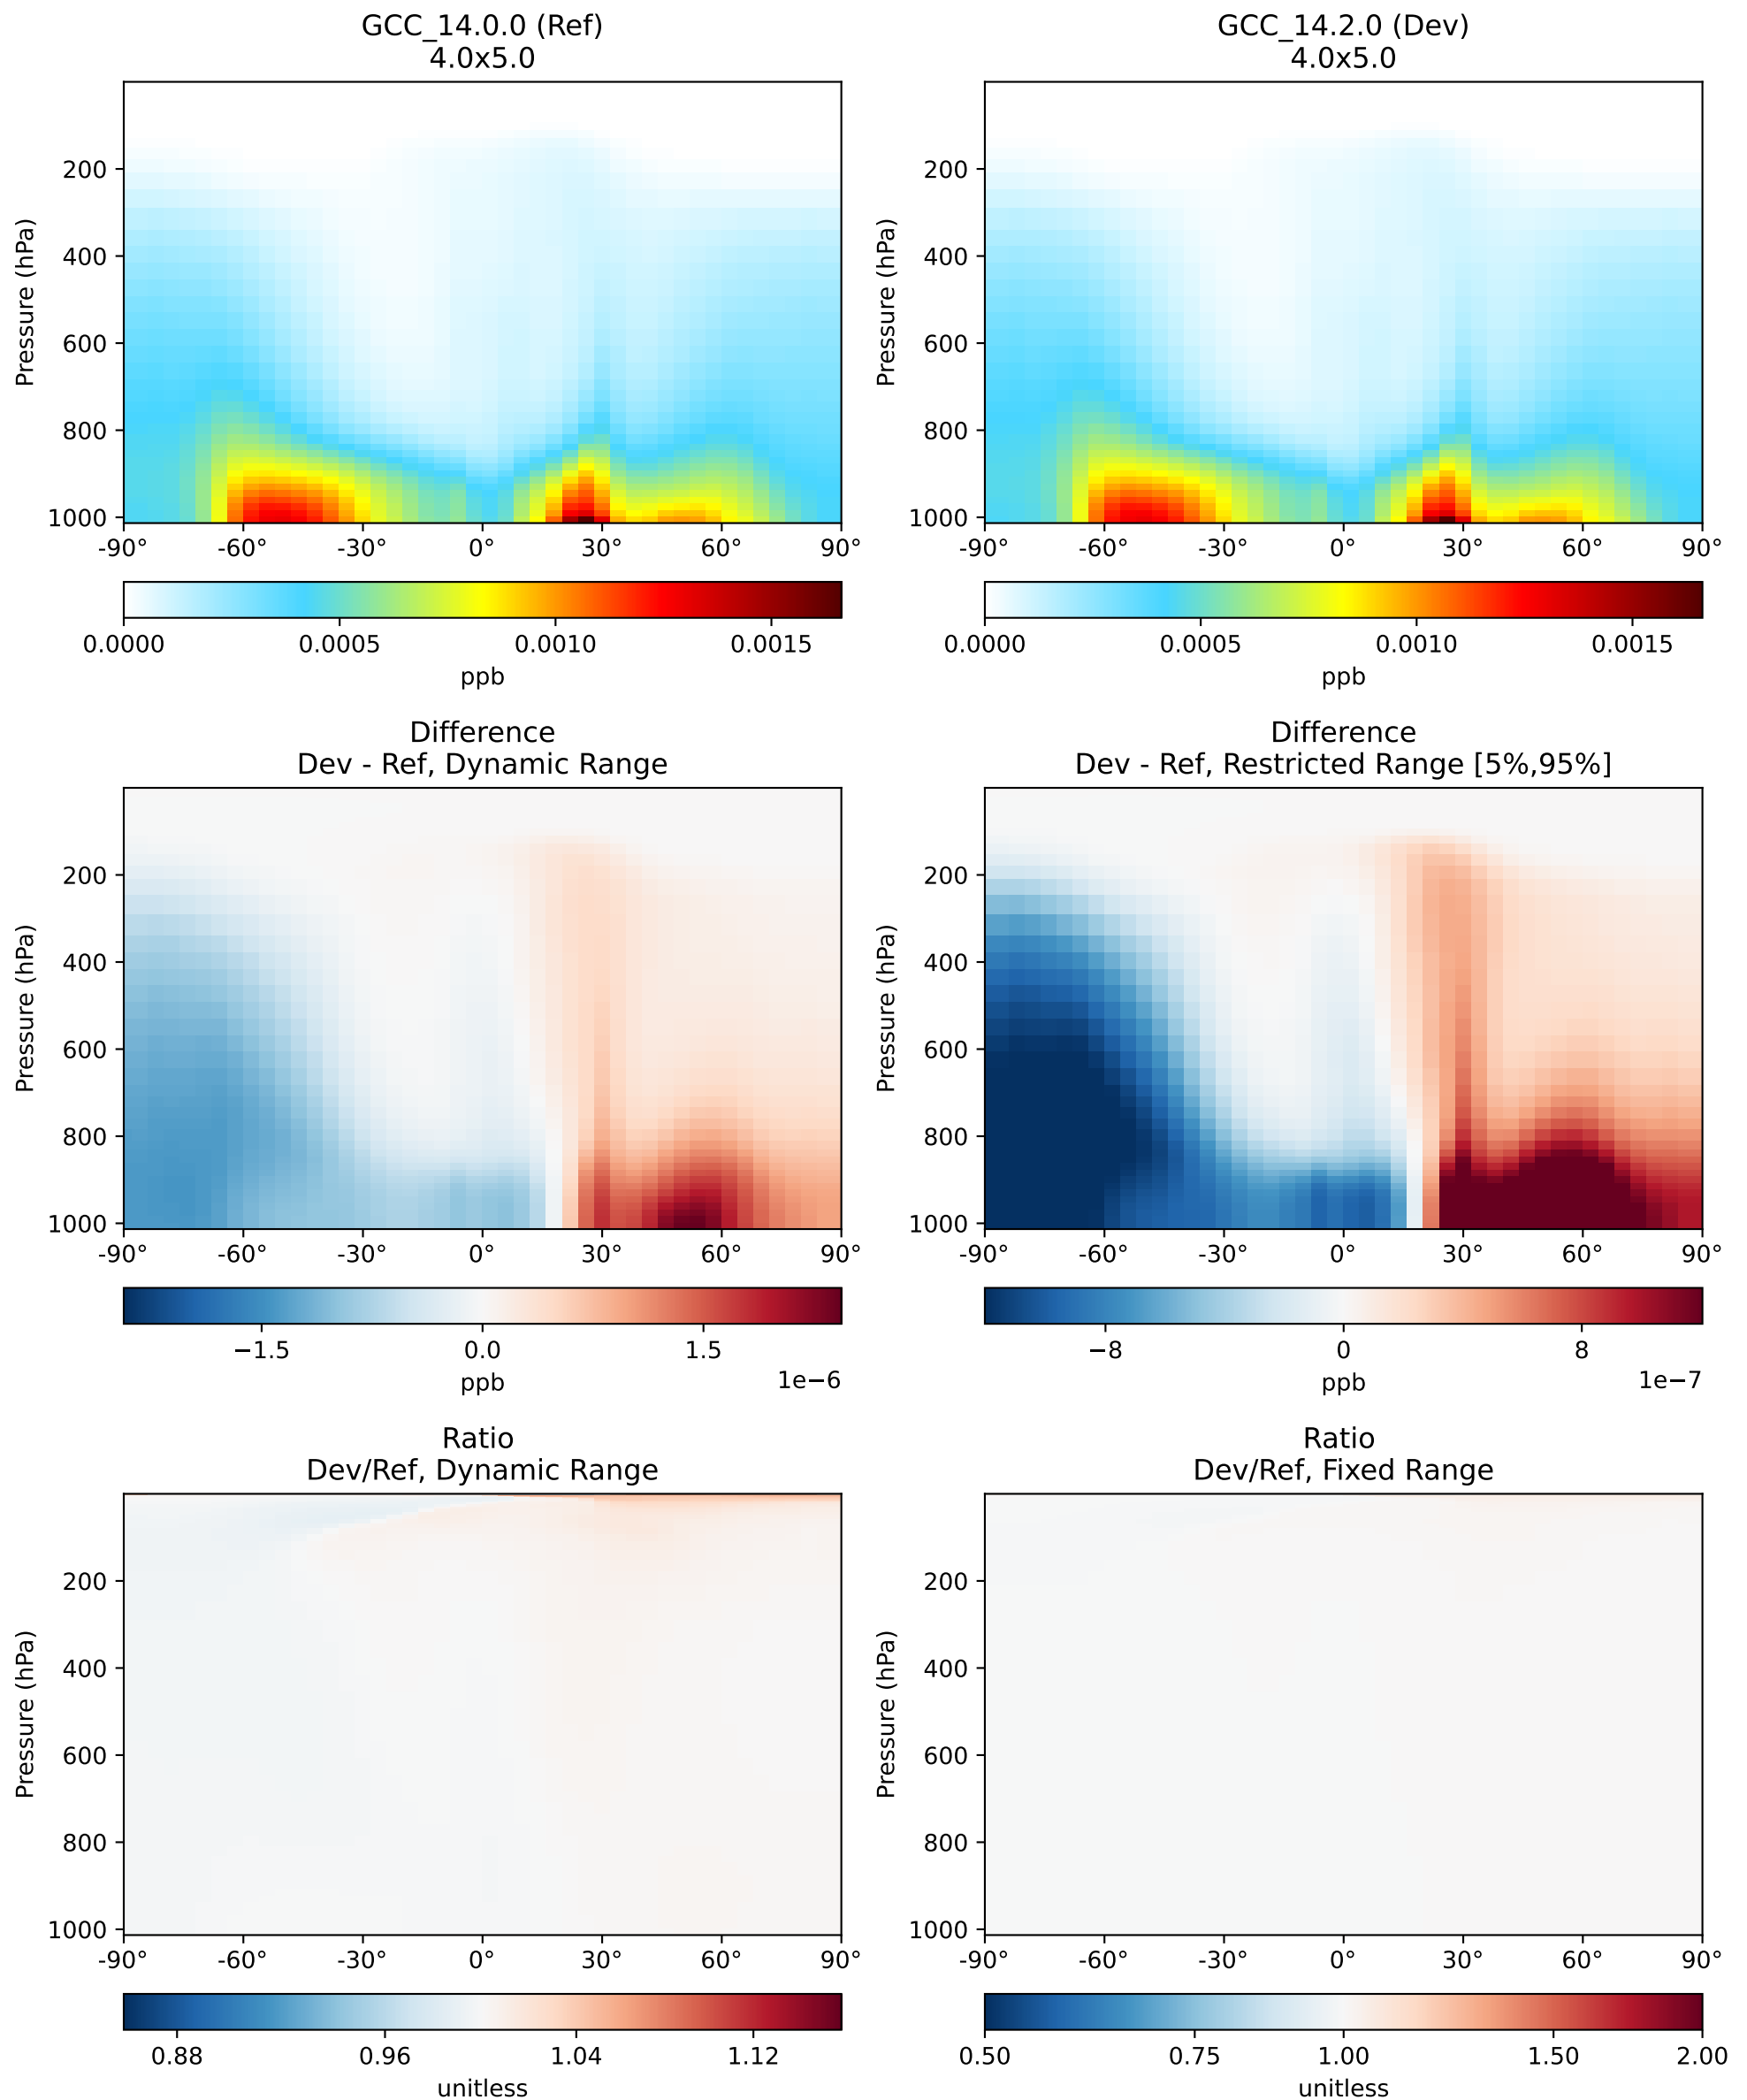 GCC_14.0.0 (Ref)
4.0x5.0
GCC_14.2.0 (Dev)
4.0x5.0
Pressure (hPa)
200
400
600
800
1000
-90° -60° -30° 0° 30° 60° 90°
Pressure (hPa)
200
400
600
800
1000
-90° -60° -30° 0° 30° 60° 90°
0.0000 0.0005 0.0010 0.0015
ppb
0.0000 0.0005 0.0010 0.0015
ppb
Difference
Dev - Ref, Dynamic Range
Difference
Dev - Ref, Restricted Range [5%,95%]
Pressure (hPa)
200
400
600
800
1000
-90° -60° -30° 0° 30° 60° 90°
Pressure (hPa)
200
400
600
800
1000
-90° -60° -30° 0° 30° 60° 90°
−1.5 0.0 1.5
ppb
1e−6
−8 0 8
ppb
1e−7
Ratio
Dev/Ref, Dynamic Range
Ratio
Dev/Ref, Fixed Range
Pressure (hPa)
200
400
600
800
1000
-90° -60° -30° 0° 30° 60° 90°
Pressure (hPa)
200
400
600
800
1000
-90° -60° -30° 0° 30° 60° 90°
0.88 0.96 1.04 1.12
unitless
0.50 0.75 1.00 1.50 2.00
unitless